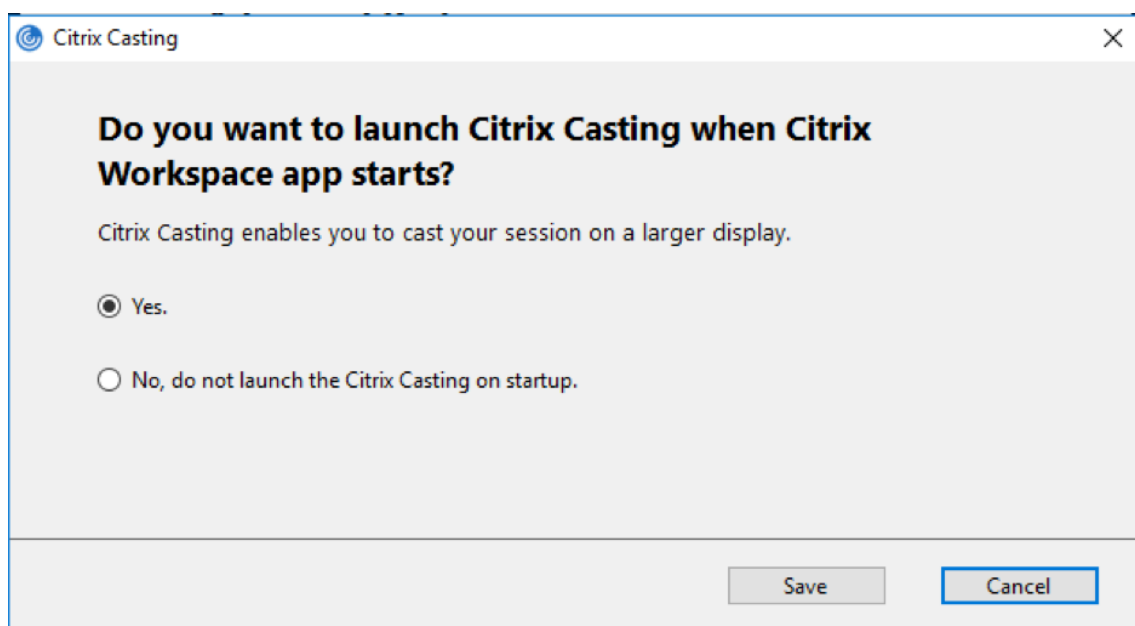 Citrix Casting
Do you want to launch Citrix Casting when Citrix
Workspace app starts?
Citrix Casting enables you to cast your session on a larger display.
Yes.
No, do not launch the Citrix Casting on startup.
Save
Cancel